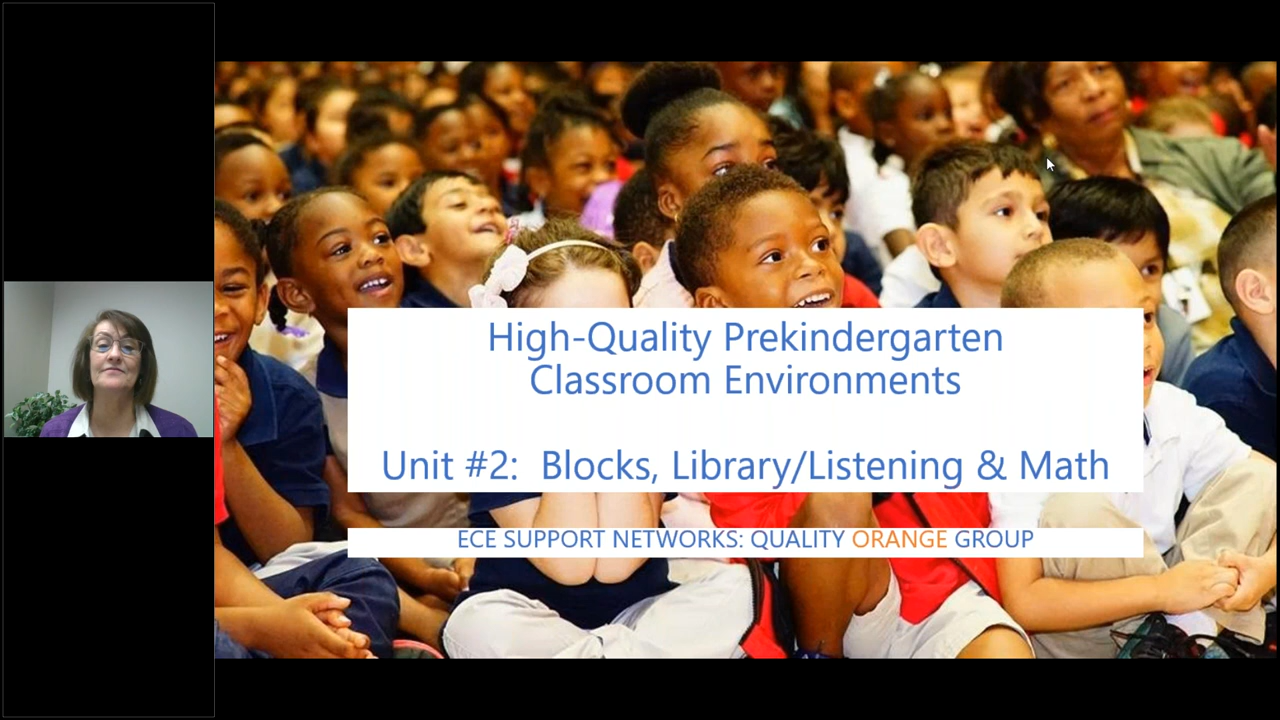 High-Quality Prekindergarten
Classroom Environments
Unit #2: Blocks, Library/Listening & Math
ECE SUPPORT NETWORKS: QUALITY ORANGE GROUP